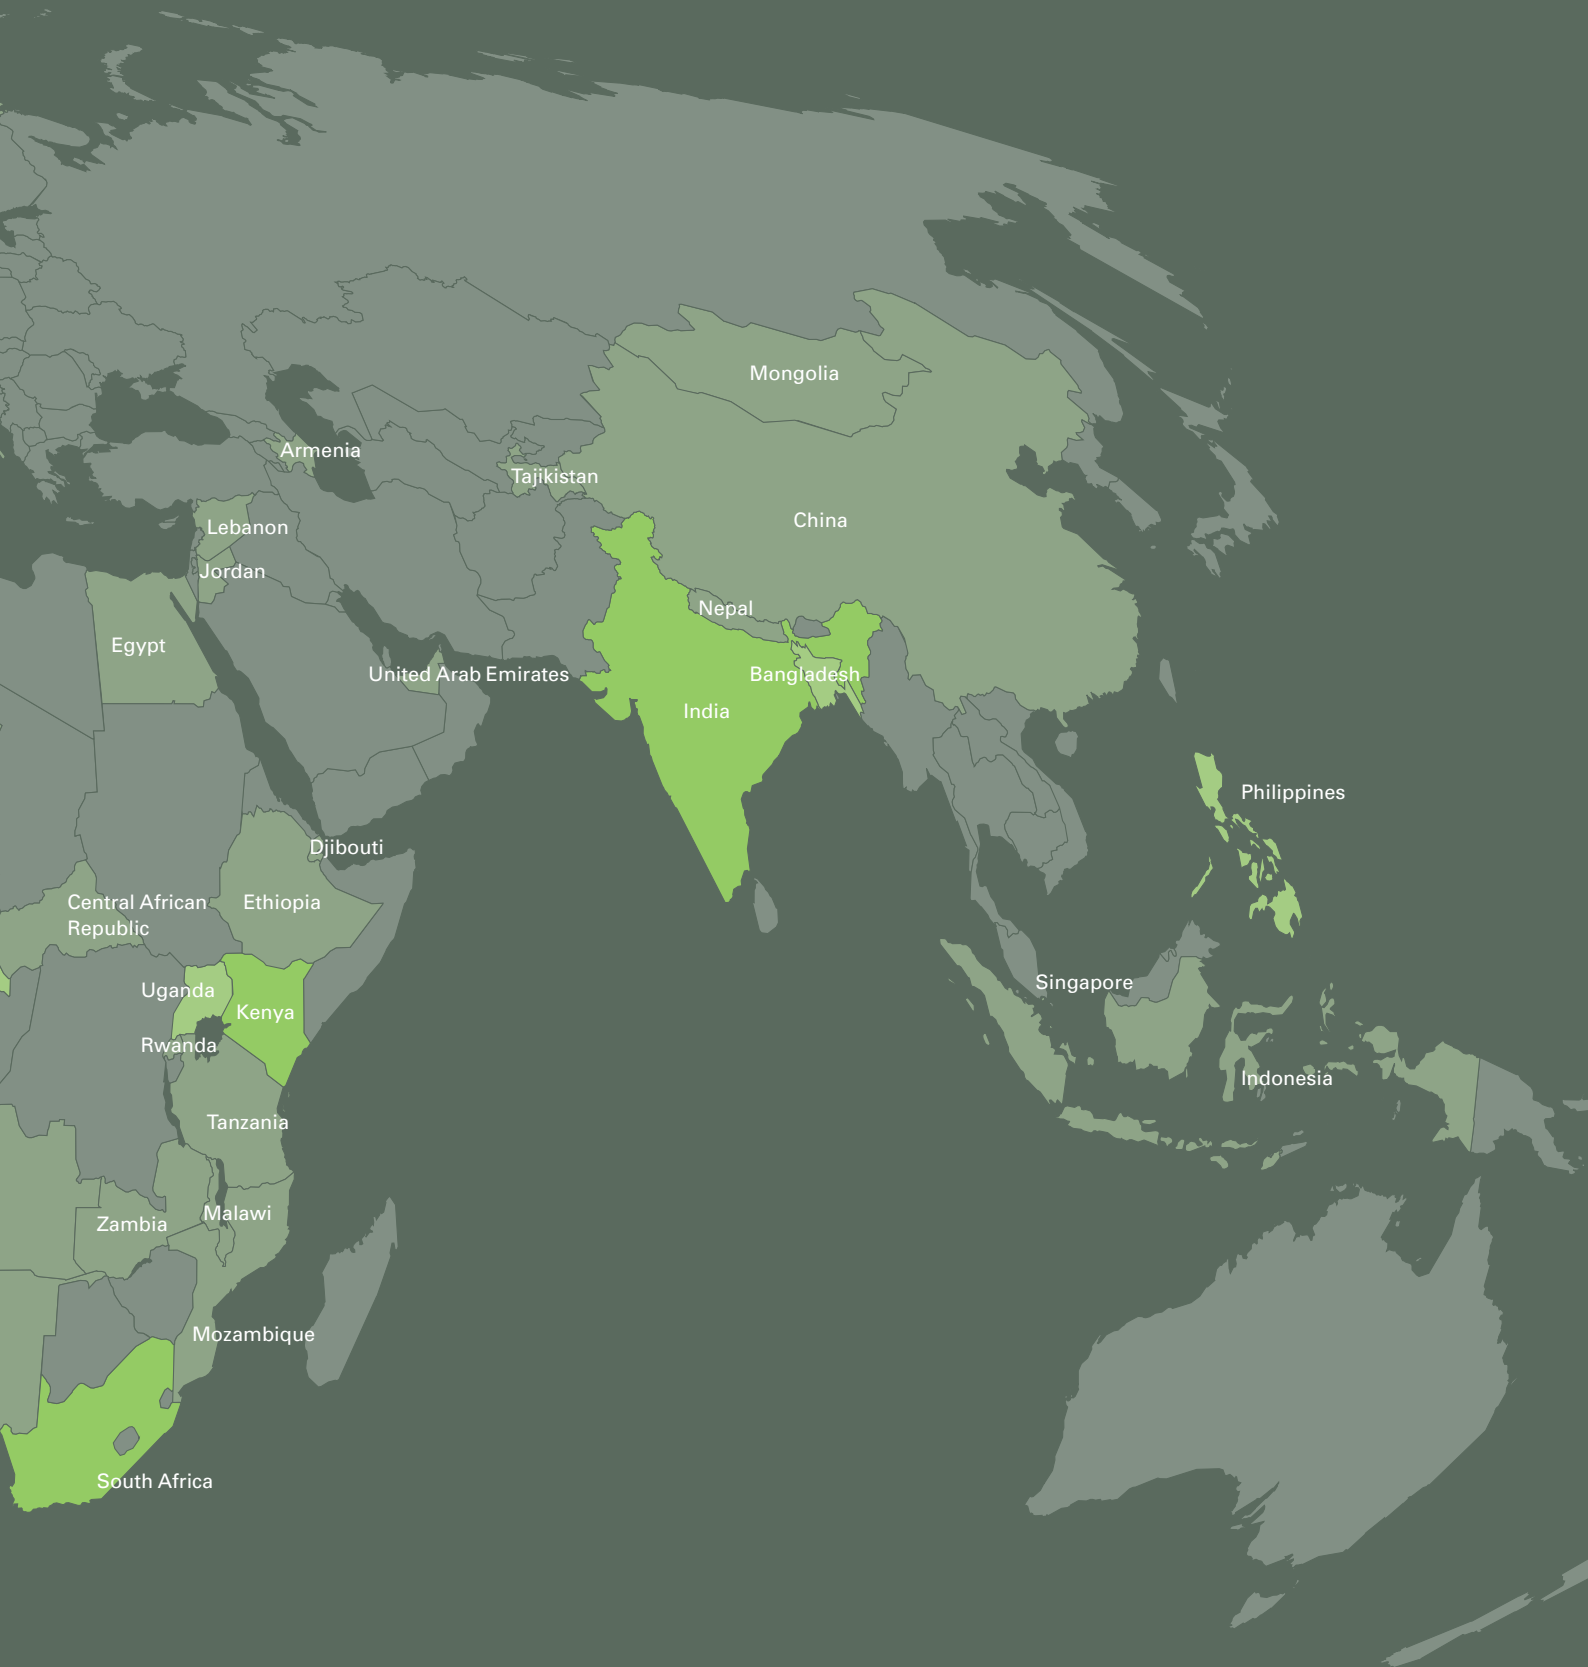 Mongolia
Armenia
Tajikistan
China
Lebanon
Jordan
Nepal
Egypt
United Arab Emirates
Bangladesh
India
Philippines
Djibouti
Central African
Republic
Ethiopia
Singapore
Uganda
Kenya
Rwanda
Indonesia
Tanzania
Malawi
Zambia
Mozambique
South Africa